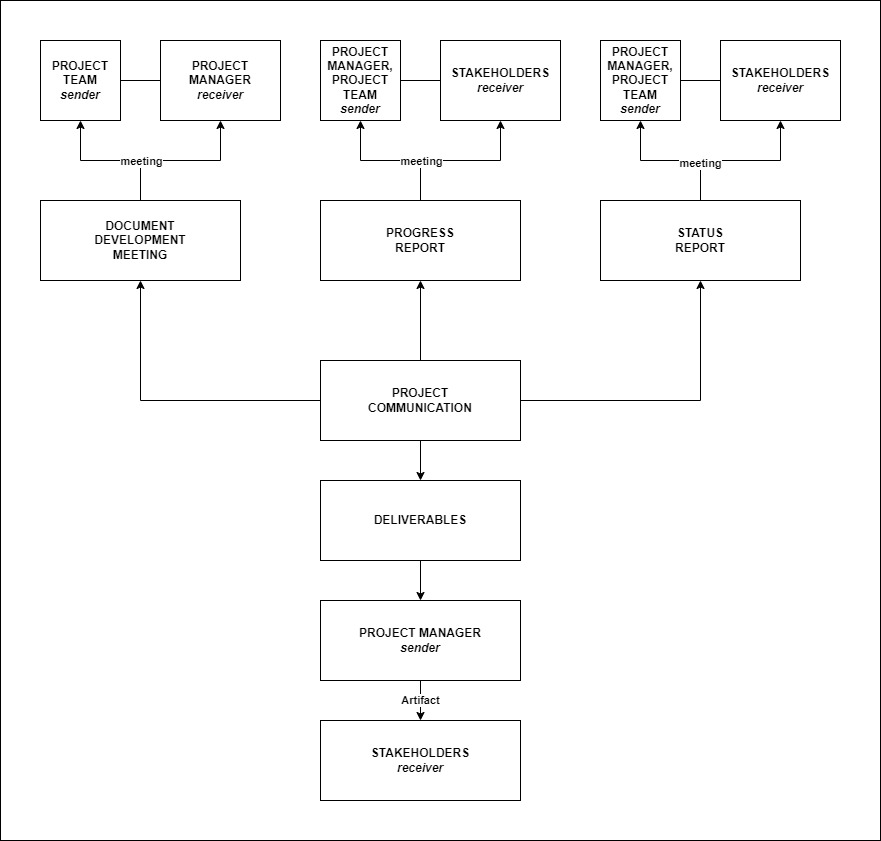 PROJECT
TEAM
sender
PROJECT
MANAGER
receiver
PROJECT
MANAGER,
PROJECT
TEAM
sender
STAKEHOLDERS
receiver
PROJECT
MANAGER,
PROJECT
TEAM
sender
STAKEHOLDERS
receiver
meeting
meeting
meeting
DOCUMENT
DEVELOPMENT
MEETING
PROGRESS
REPORT
STATUS
REPORT
PROJECT
COMMUNICATION
DELIVERABLES
PROJECT MANAGER
sender
Artifact
STAKEHOLDERS
receiver